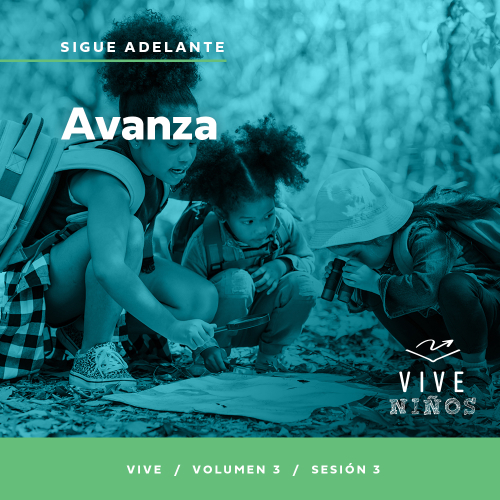 SIGUE ADELANTE
Avanza
VIVE
NIÑOS
VIVE / VOLUMEN 3 / SESIÓN 3